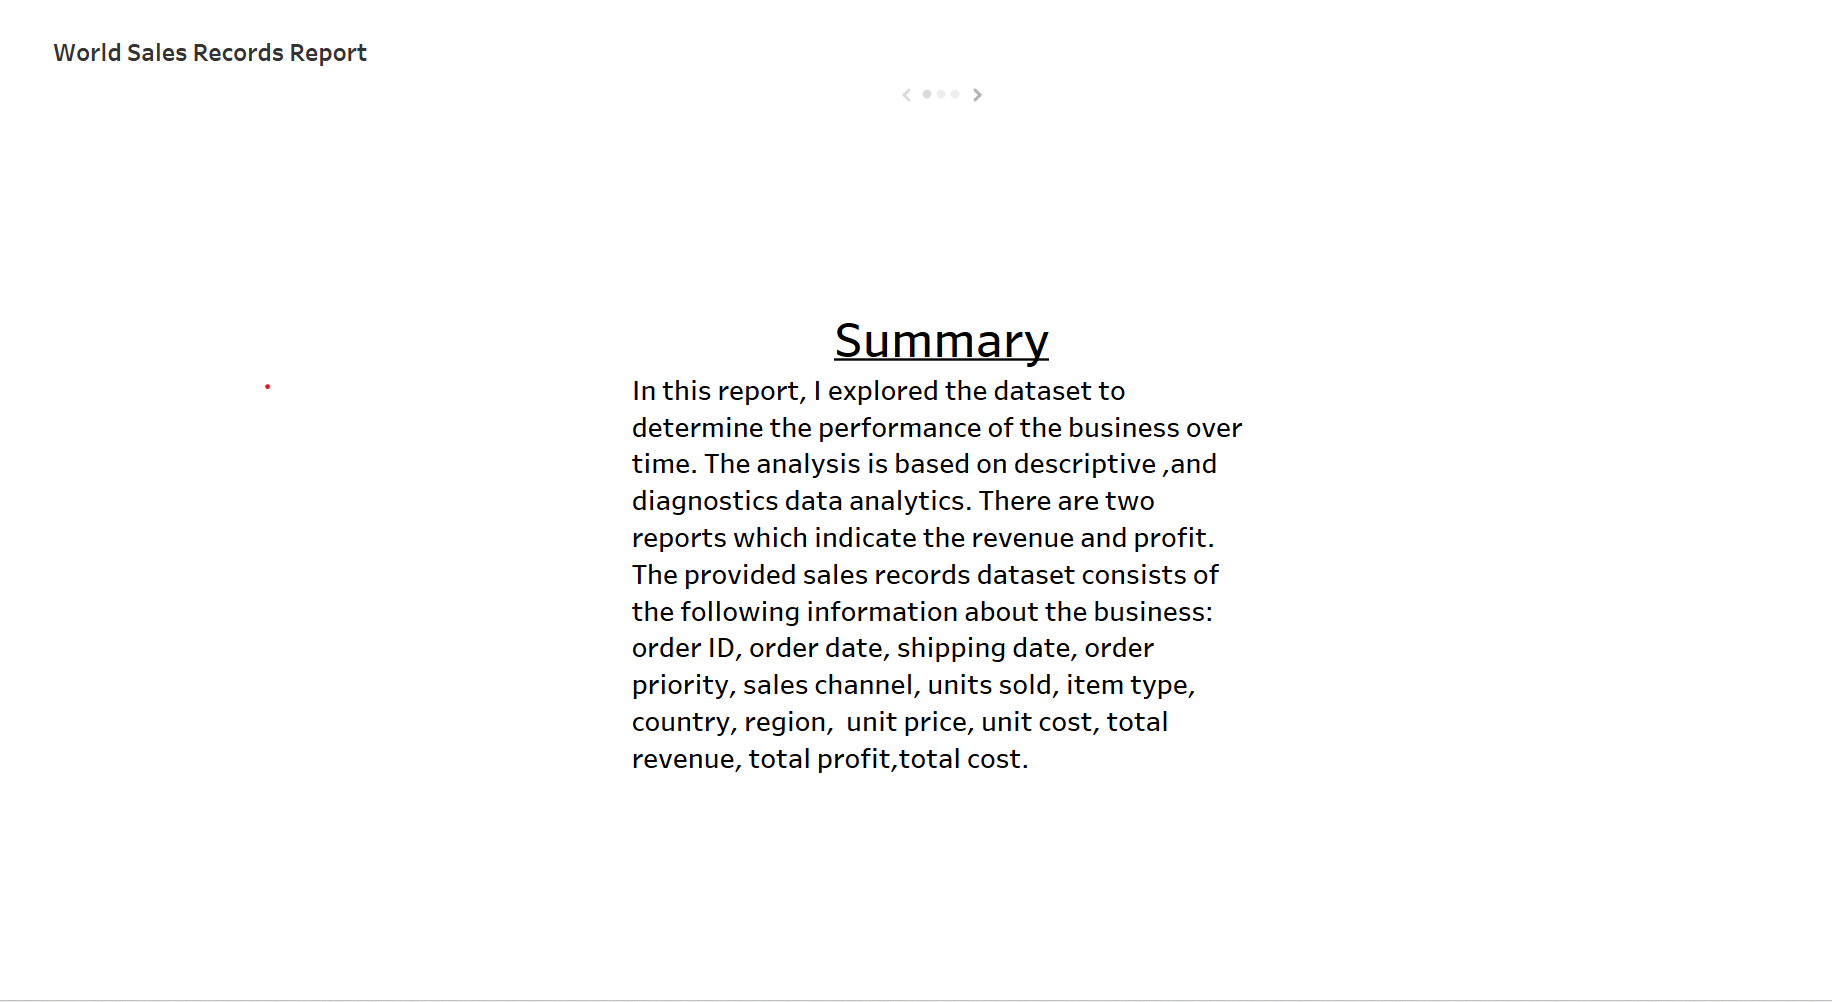 World Sales Records Report
Summary
In this report, I explored the dataset to
determine the performance of the business over
time. The analysis is based on descriptive ,and
diagnostics data analytics. There are two
reports which indicate the revenue and profit.
The provided sales records dataset consists of
the following information about the business:
order ID, order date, shipping date, order
priority, sales channel, units sold, item type,
country, region,  unit price, unit cost, total
revenue, total profit,total cost.